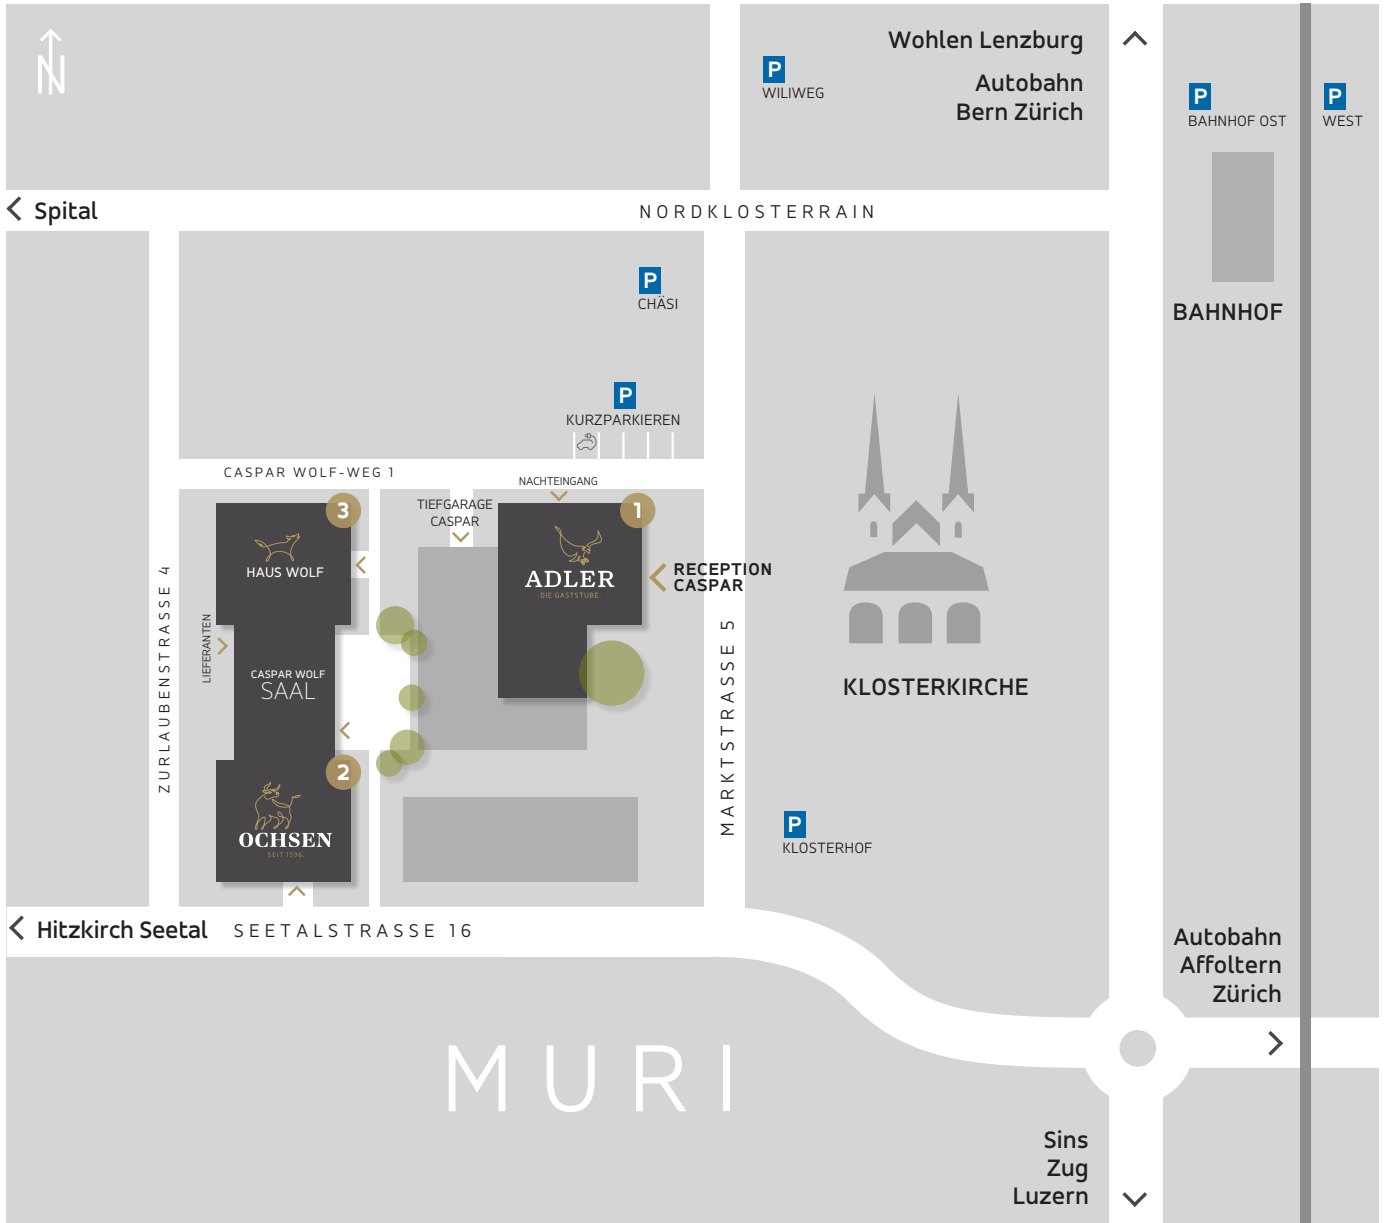 N
Wohlen Lenzburg
Autobahn
Bern Zürich
P
WILIWEG
P
BAHNHOF OST
P
WEST
Spital
NORDKLOSTERRAIN
P
CHÄSI
BAHNHOF
P
KURZPARKIEREN
CASPAR WOLF-WEG 1
NACHTEINGANG
TIEFGARAGE
CASPAR
3
HAUS WOLF
1
ADLER
DIE GASTSTUBE.
RECEPTION
CASPAR
ZURLAUBENSTRASSE 4
LIEFERANTEN
CASPAR WOLF
SAAL
MARKTSTRASSE 5
KLOSTERKIRCHE
2
OCHSEN
SEIT 1596.
P
KLOSTERHOF
Hitzkirch Seetal
SEETALSTRASSE 16
Autobahn
Affoltern
Zürich
MURI
Sins
Zug
Luzern